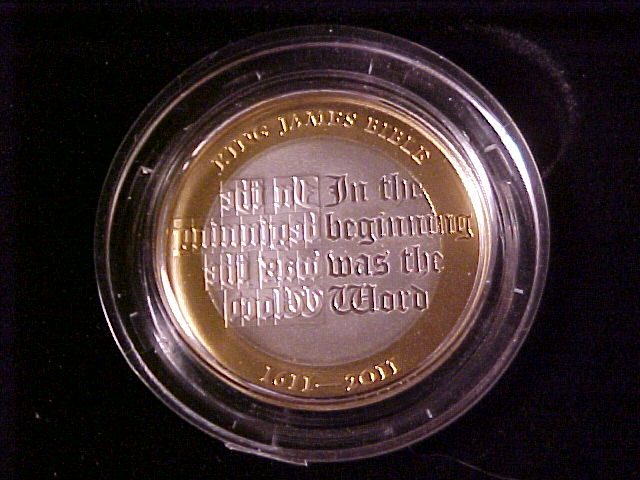 KING JAMES BIBLE
In the
beginning
was the
Word
1611–2011